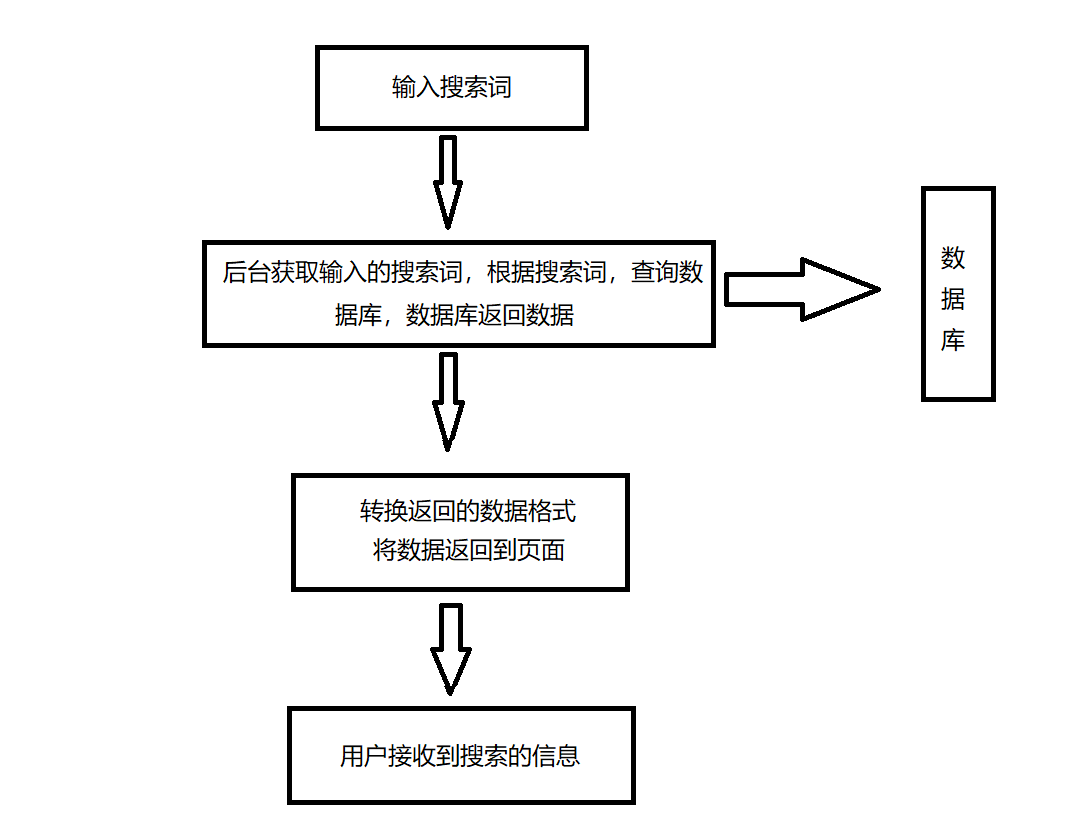 输入搜索词
后台获取输入的搜索词，根据搜索词，查询数
据库，数据库返回数据
数
据
库
转换返回的数据格式
将数据返回到页面
用户接收到搜索的信息